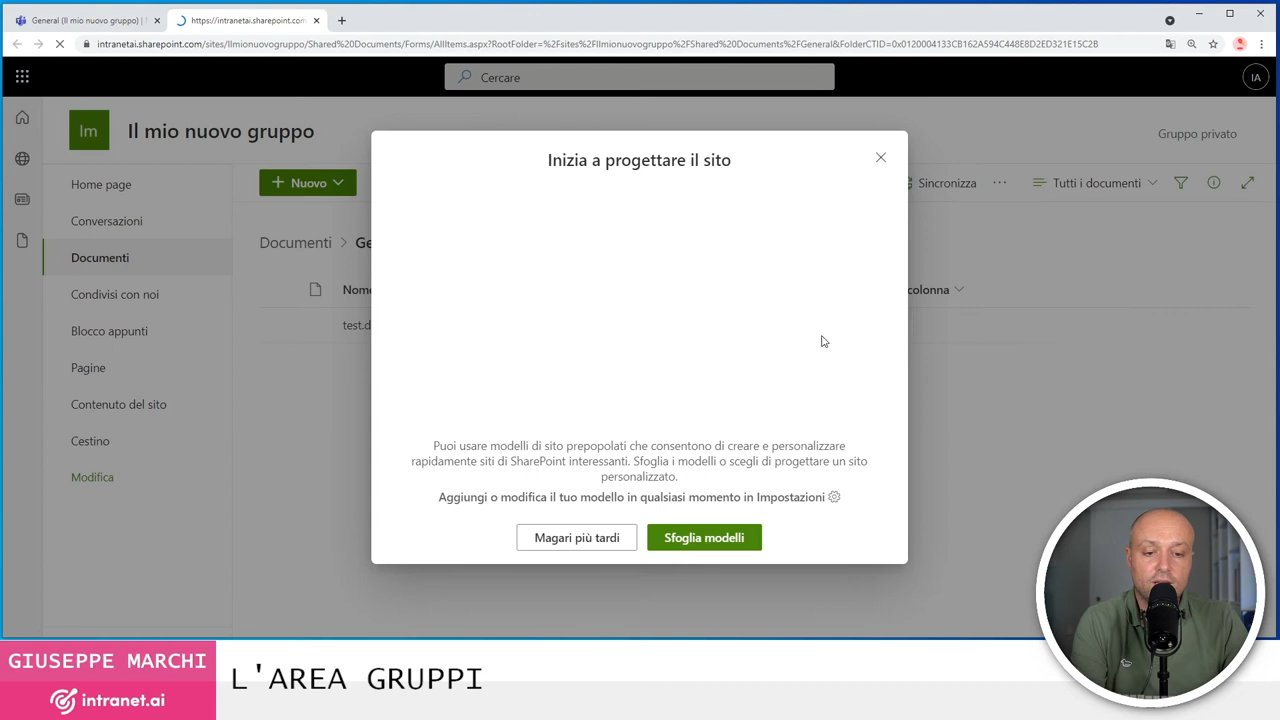 General (Il mio nuovo gruppo) |
https://intranetai.sharepoint.com
intranetai.sharepoint.com/sites/Ilmionuovogruppo/Shared%20Documents/Forms/AllItems.aspx?RootFolder=%2Fsites%2FIlmionuovogruppo%2FShared%20Documents%2FGeneral&FolderCTID=0x0120004133CB162A594C448E8D2ED321E15C2B
Cercare
IA
Im
Il mio nuovo gruppo
Gruppo privato
Home page
Conversazioni
Documenti
Condivisi con noi
Blocco appunti
Pagine
Contenuto del sito
Cestino
Modifica
+ Nuovo
Sincronizza
...
Tutti i documenti
Documenti > Ge
Nome
colonna
test.d
Inizia a progettare il sito
Puoi usare modelli di sito prepopolati che consentono di creare e personalizzare
rapidamente siti di SharePoint interessanti. Sfoglia i modelli o scegli di progettare un sito
personalizzato.
Aggiungi o modifica il tuo modello in qualsiasi momento in Impostazioni
Magari più tardi
Sfoglia modelli
GIUSEPPE MARCHI
intranet.ai
L'AREA GRUPPI